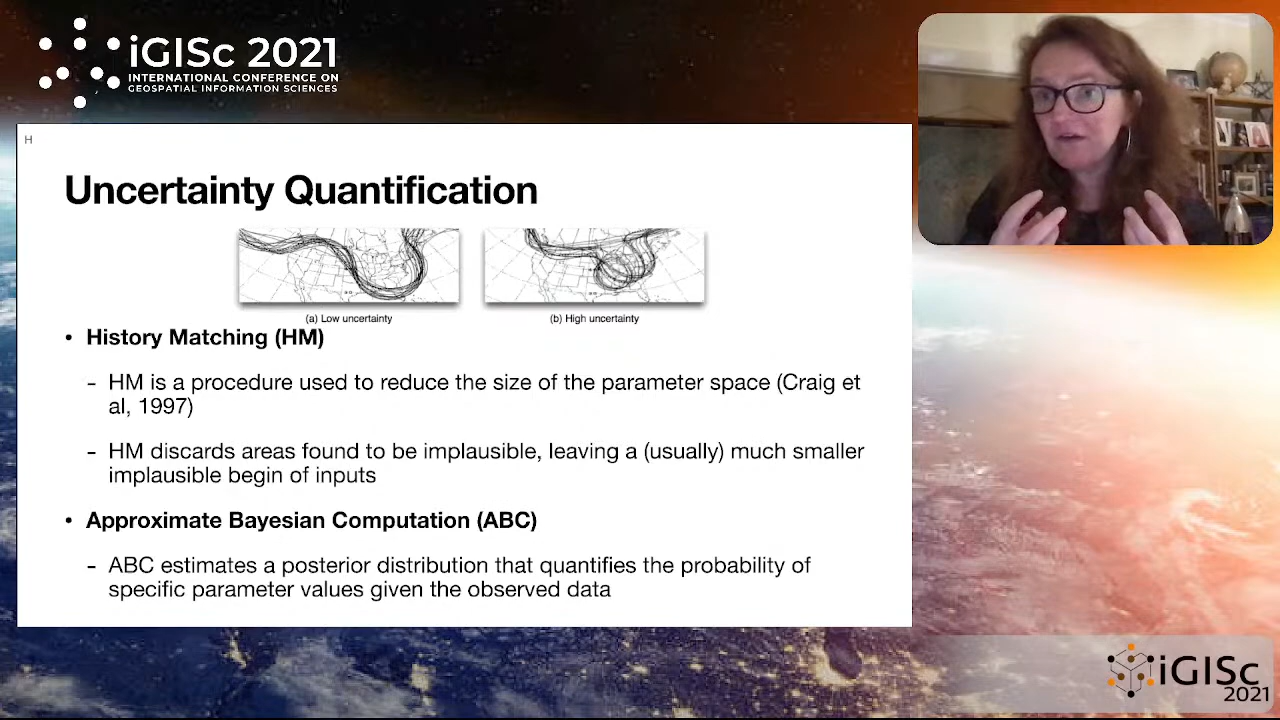 iGISc 2021
INTERNATIONAL CONFERENCE ON
GEOSPATIAL INFORMATION SCIENCES
H
Uncertainty Quantification
(a) Low uncertainty
(b) High uncertainty
• History Matching (HM)
- HM is a procedure used to reduce the size of the parameter space (Craig et
al, 1997)
- HM discards areas found to be implausible, leaving a (usually) much smaller
implausible begin of inputs
• Approximate Bayesian Computation (ABC)
- ABC estimates a posterior distribution that quantifies the probability of
specific parameter values given the observed data
iGISc
2021